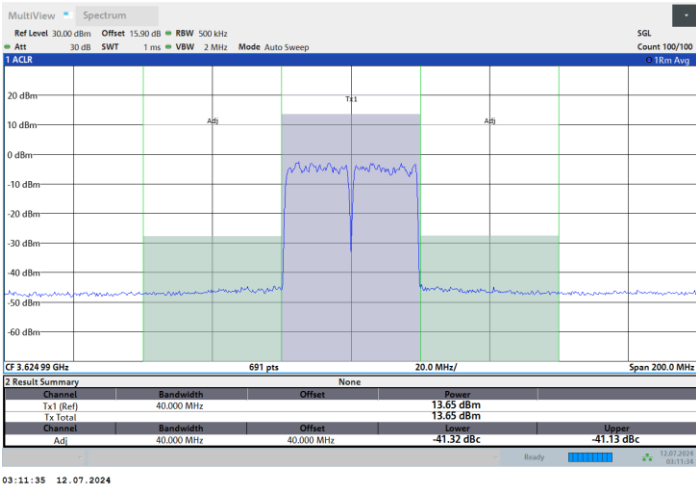 MultiView Spectrum
Ref Level 30.00 dBm Offset 15.90 dB RBW 500 kHz SGL
Att 30 dB SWT 1 ms VBW 2 MHz Mode Auto Sweep Count 100/100
1 ACLR 1Rm Avg
20 dBm
Tx1
10 dBm Adj Adj
0 dBm
-10 dBm
-20 dBm
-30 dBm
-40 dBm
-50 dBm
-60 dBm
CF 3.624 99 GHz 691 pts 20.0 MHz/ Span 200.0 MHz
2 Result Summary None
Channel Bandwidth Offset Power
Tx1 (Ref) 40.000 MHz 13.65 dBm
Tx Total 13.65 dBm
Channel Bandwidth Offset Lower Upper
Adj 40.000 MHz 40.000 MHz -41.32 dBc -41.13 dBc
Ready 12.07.2024
03:11:34
03:11:35 12.07.2024